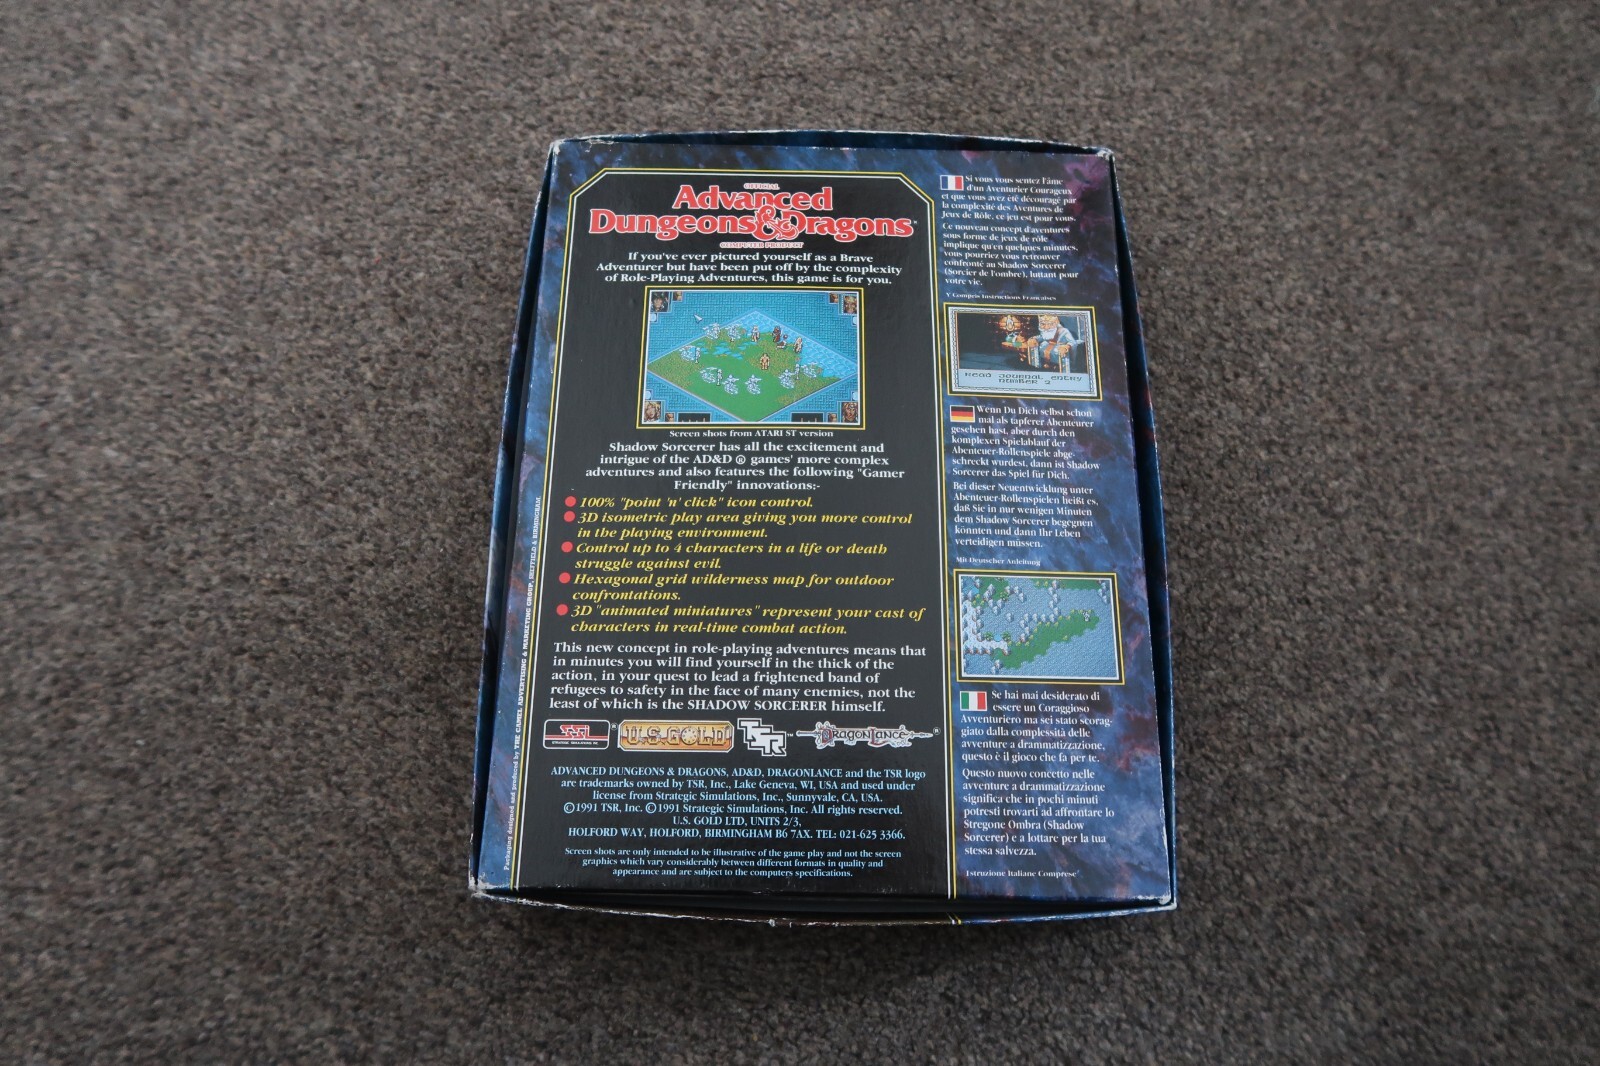 OFFICIAL
Advanced
Dungeons & Dragons
COMPUTER PRODUCT
If you've ever pictured yourself as a Brave
Adventurer but have been put off by the complexity
of Role-Playing Adventures, this game is for you.
Screen shots from ATARI ST version
Shadow Sorcerer has all the excitement and
intrigue of the AD&D ® games' more complex
adventures and also features the following "Gamer
Friendly" innovations:-
100% "point 'n' click" icon control.
3D isometric play area giving you more control
in the playing environment.
Control up to 4 characters in a life or death
struggle against evil.
Hexagonal grid wilderness map for outdoor
confrontations.
3D "animated miniatures" represent your cast of
characters in real-time combat action.
This new concept in role-playing adventures means that
in minutes you will find yourself in the thick of the
action, in your quest to lead a frightened band of
refugees to safety in the face of many enemies, not the
least of which is the SHADOW SORCERER himself.
SSI
STRATEGIC SIMULATIONS, INC.
U.S. GOLD
TSR
DRAGONLANCE
ADVANCED DUNGEONS & DRAGONS, AD&D, DRAGONLANCE and the TSR logo
are trademarks owned by TSR, Inc., Lake Geneva, WI, USA and used under
license from Strategic Simulations, Inc., Sunnyvale, CA, USA.
©1991 TSR, Inc. ©1991 Strategic Simulations, Inc. All rights reserved.
U.S. GOLD LTD, UNITS 2/3,
HOLFORD WAY, HOLFORD, BIRMINGHAM B6 7AX. TEL: 021-625 3366.
Screen shots are only intended to be illustrative of the game play and not the screen
graphics which vary considerably between different formats in quality and
appearance and are subject to the computers specifications.
Packaging designed and produced by THE CAMEL ADVERTISING & MARKETING GROUP, SHEFFIELD & BIRMINGHAM
Si vous vous sentez l'âme
d'un Aventurier Courageux
et que vous avez été découragé par
la complexité des Aventures de
Jeux de Rôle, ce jeu est pour vous.
Ce nouveau concept d'aventures
sous forme de jeux de rôle
implique qu'en quelques minutes,
vous pourriez vous retrouver
confronté au Shadow Sorcerer
(Sorcier de l'ombre), luttant pour
votre vie.
Y Compris Instructions Francaises
READ JOURNAL ENTRY
NUMBER 2
Wenn Du Dich selbst schon
mal als tapferer Abenteurer
gesehen hast, aber durch den
komplexen Spielablauf der
Abenteuer-Rollenspiele abge-
schreckt wurdest, dann ist Shadow
Sorcerer das Spiel für Dich.
Bei dieser Neuentwicklung unter
Abenteuer-Rollenspielen heißt es,
daß Sie in nur wenigen Minuten
dem Shadow Sorcerer begegnen
könnten und dann Ihr Leben
verteidigen müssen.
Mit Deutscher Anleitung
Se hai mai desiderato di
essere un Coraggioso
Avventuriero ma sei stato scorag-
giato dalla complessità delle
avventure a drammatizzazione,
questo è il gioco che fa per te.
Questo nuovo concetto nelle
avventure a drammatizzazione
significa che in pochi minuti
potresti trovarti ad affrontare lo
Stregone Ombra (Shadow
Sorcerer) e a lottare per la tua
stessa salvezza.
Istruzione Italiane Comprese'